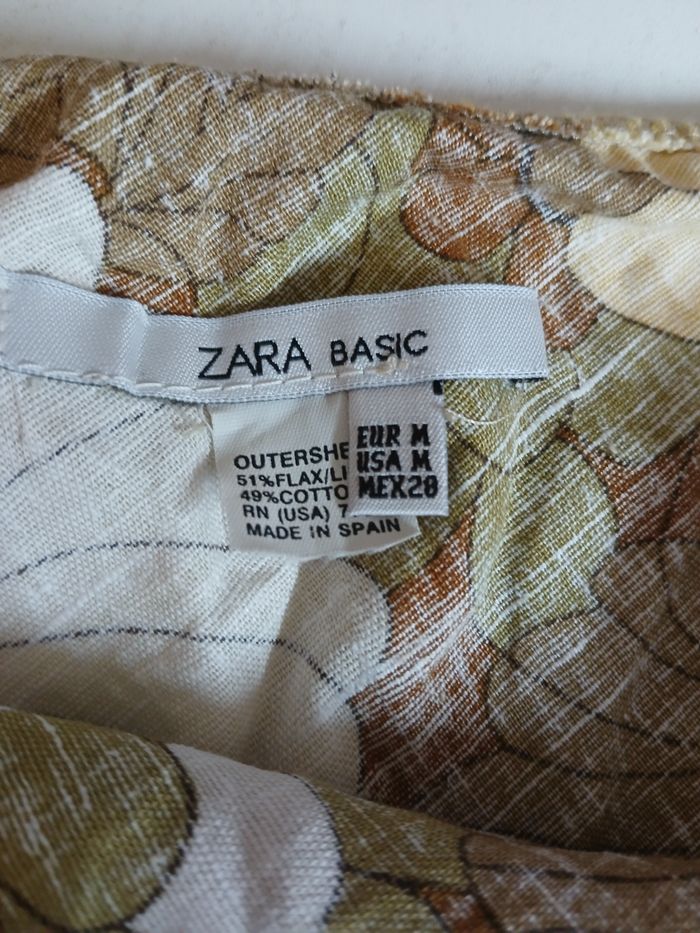 ZARA BASIC
EUR M
USA M
MEX28
OUTERSHE
51%FLAX/LI
49%COTTO
RN (USA) 7
MADE IN SPAIN